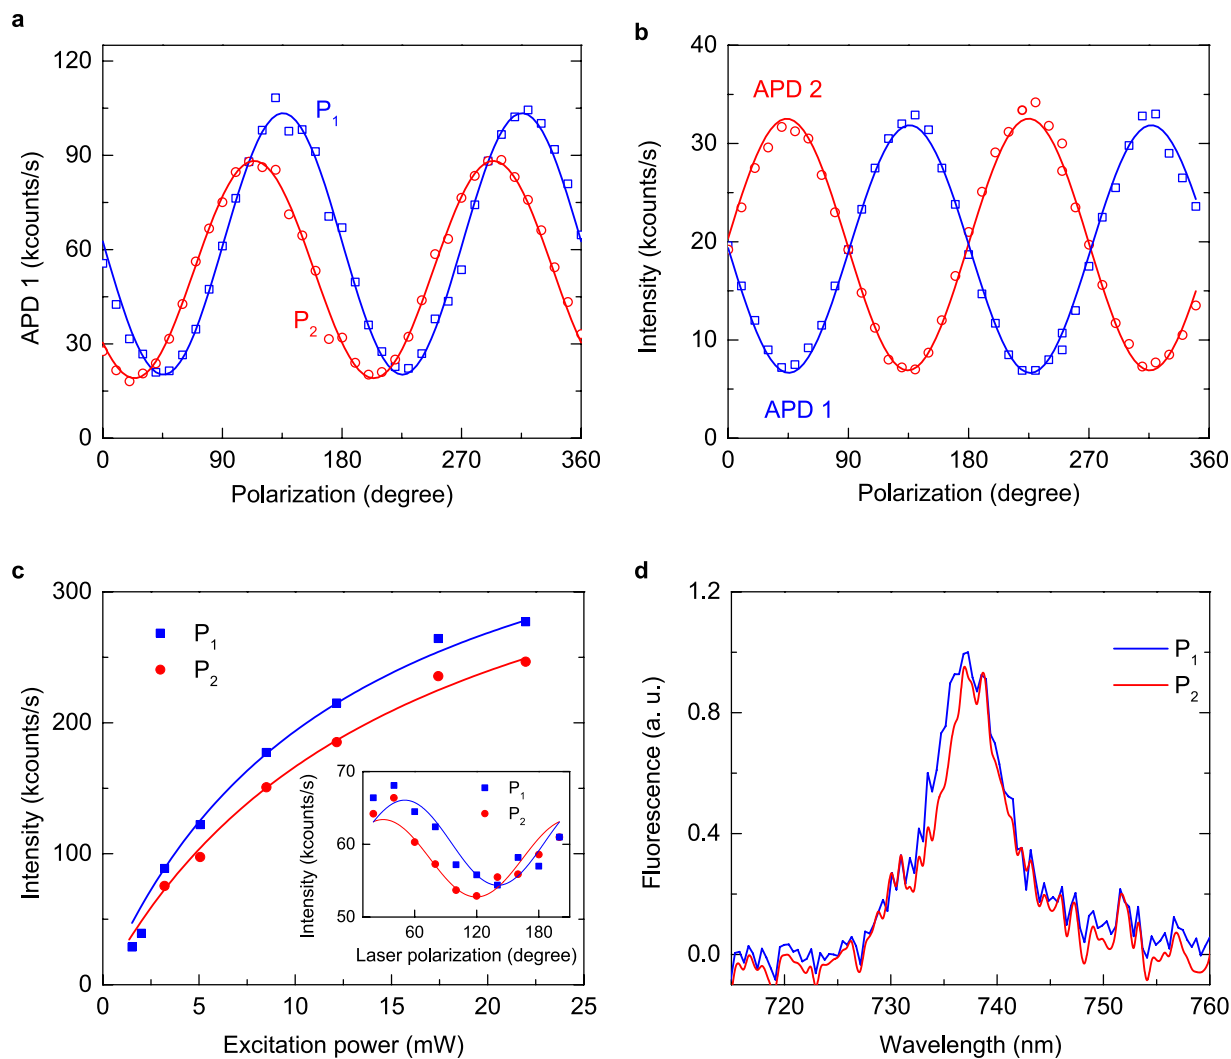 a
120
90
60
30
0
APD 1 (kcounts/s)
P1
P2
0 90 180 270 360
Polarization (degree)
b
40
30
20
10
0
Intensity (kcounts/s)
APD 2
APD 1
0 90 180 270 360
Polarization (degree)
c
300
200
100
0
Intensity (kcounts/s)
P1
P2
70
60
50
Intensity (kcounts/s)
P1
P2
60 120 180
Laser polarization (degree)
0 5 10 15 20 25
Excitation power (mW)
d
1.2
0.8
0.4
0.0
Fluorescence (a. u.)
P1
P2
720 730 740 750 760
Wavelength (nm)